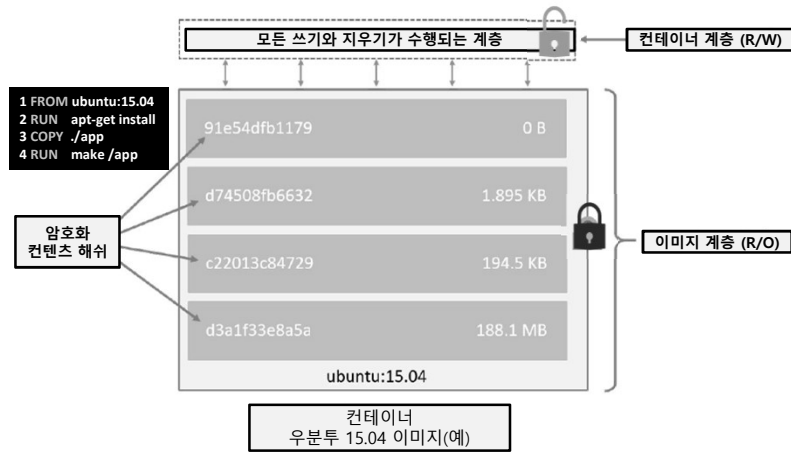 모든 쓰기와 지우기가 수행되는 계층
컨테이너 계층 (R/W)
1 FROM ubuntu:15.04
2 RUN apt-get install
3 COPY ./app
4 RUN make /app
91e54dfb1179 0 B
d74508fb6632 1.895 KB
c22013c84729 194.5 KB
d3a1f33e8a5a 188.1 MB
ubuntu:15.04
암호화
컨텐츠 해쉬
이미지 계층 (R/O)
컨테이너
우분투 15.04 이미지(예)